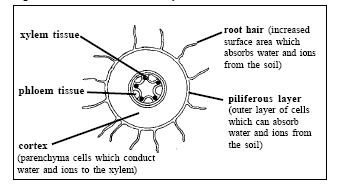 xylem tissue
phloem tissue
cortex
(parenchyma cells which conduct
water and ions to the xylem)
root hair (increased
surface area which
absorbs water and ions
from the soil)
piliferous layer
(outer layer of cells
which can absorb
water and ions from
the soil)